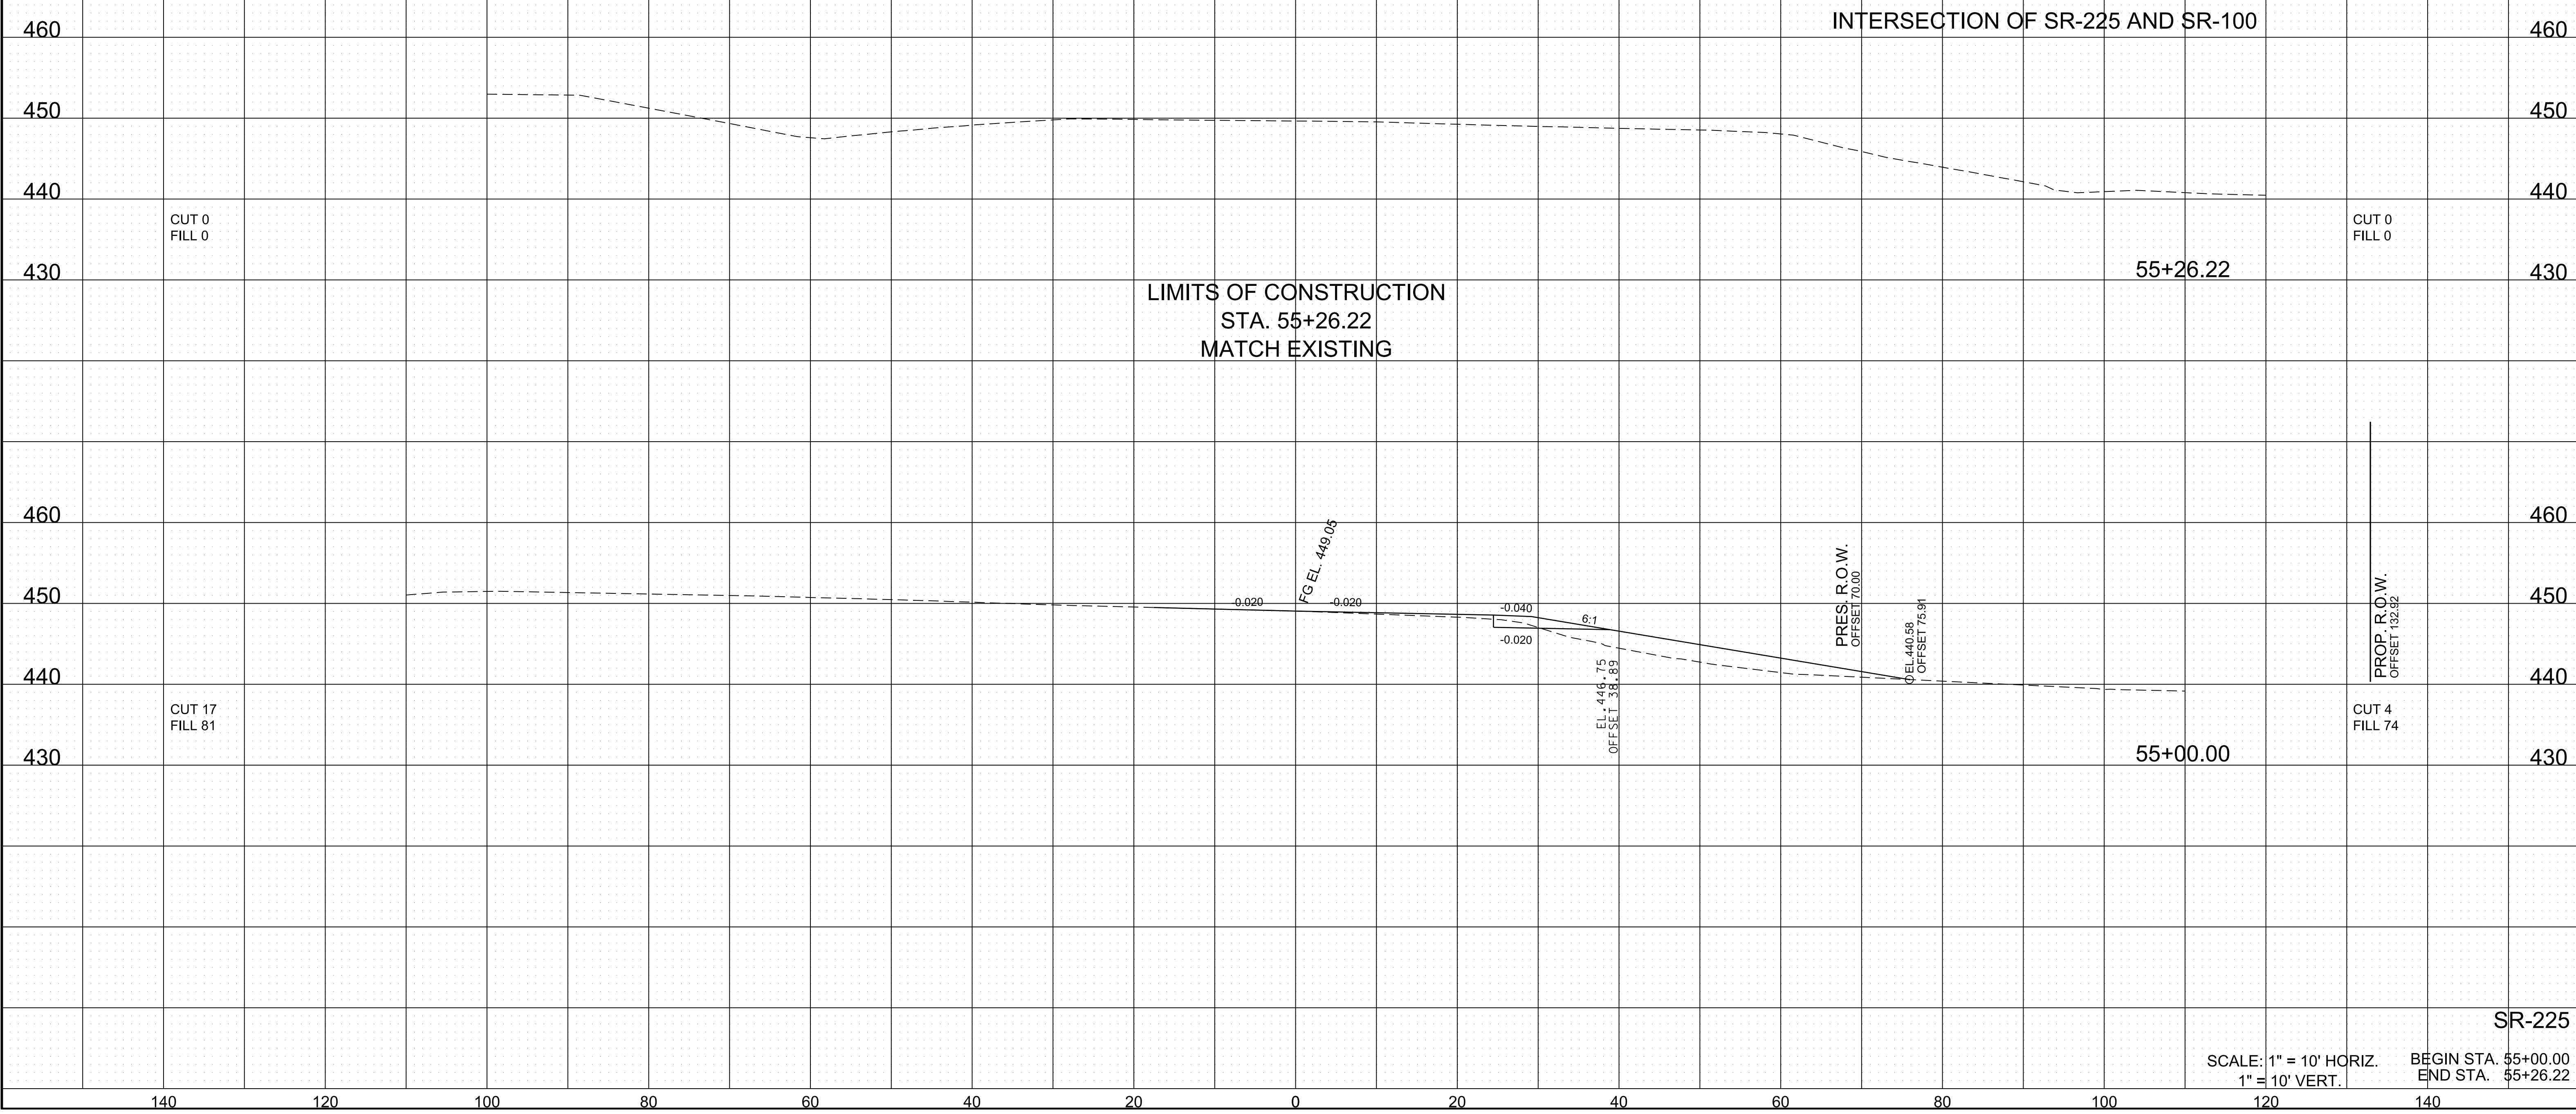 INTERSECTION OF SR-225 AND SR-100
460 460
450 450
440 440
CUT 0
FILL 0
CUT 0
FILL 0
430 430
55+26.22
LIMITS OF CONSTRUCTION
STA. 55+26.22
MATCH EXISTING
460 460
FG EL. 449.05
450 450
-0.020
-0.020
-0.040
6:1
-0.020
EL.446.75
OFFSET 38.89
PRES. R.O.W.
OFFSET 70.00
EL.440.58
OFFSET 75.91
PROP. R.O.W.
OFFSET 132.92
440 440
CUT 17
FILL 81
CUT 4
FILL 74
430 430
55+00.00
SR-225
SCALE: 1" = 10' HORIZ.
1" = 10' VERT.
BEGIN STA. 55+00.00
END STA. 55+26.22
140 120 100 80 60 40 20 0 20 40 60 80 100 120 140